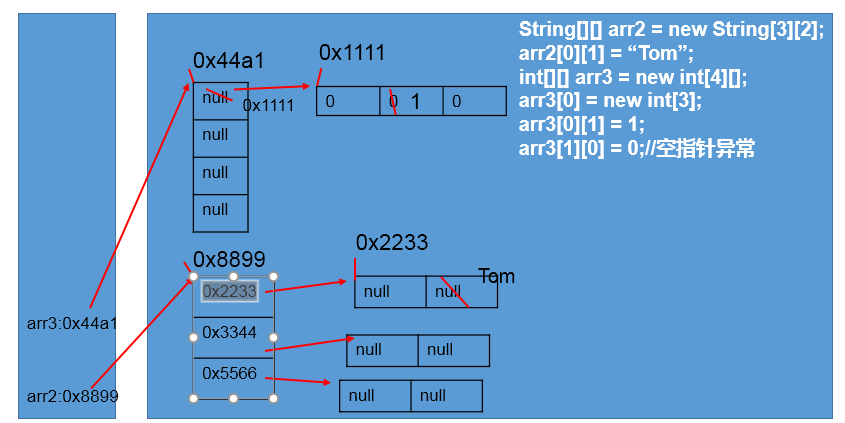 String[][] arr2 = new String[3][2];
arr2[0][1] = “Tom”;
int[][] arr3 = new int[4][];
arr3[0] = new int[3];
arr3[0][1] = 1;
arr3[1][0] = 0;//空指针异常
0x44a1
0x1111
null
0x1111
0
0
1
0
null
null
null
0x8899
0x2233
0x2233
null
null
Tom
0x3344
null
null
0x5566
null
null
arr3:0x44a1
arr2:0x8899